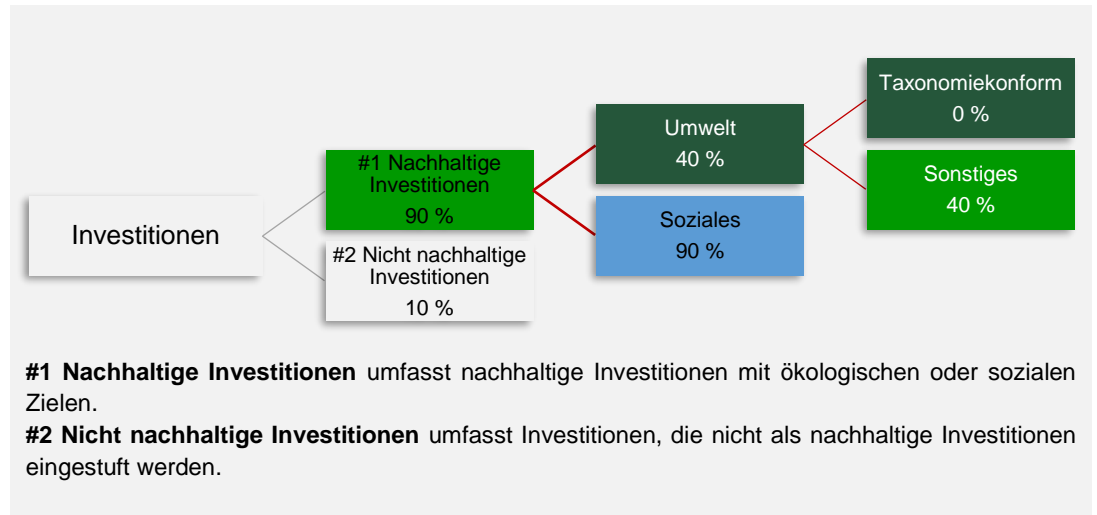 Investitionen
#1 Nachhaltige
Investitionen
90 %
#2 Nicht nachhaltige
Investitionen
10 %
Umwelt
40 %
Soziales
90 %
Taxonomiekonform
0 %
Sonstiges
40 %
#1 Nachhaltige Investitionen umfasst nachhaltige Investitionen mit ökologischen oder sozialen
Zielen.
#2 Nicht nachhaltige Investitionen umfasst Investitionen, die nicht als nachhaltige Investitionen
eingestuft werden.